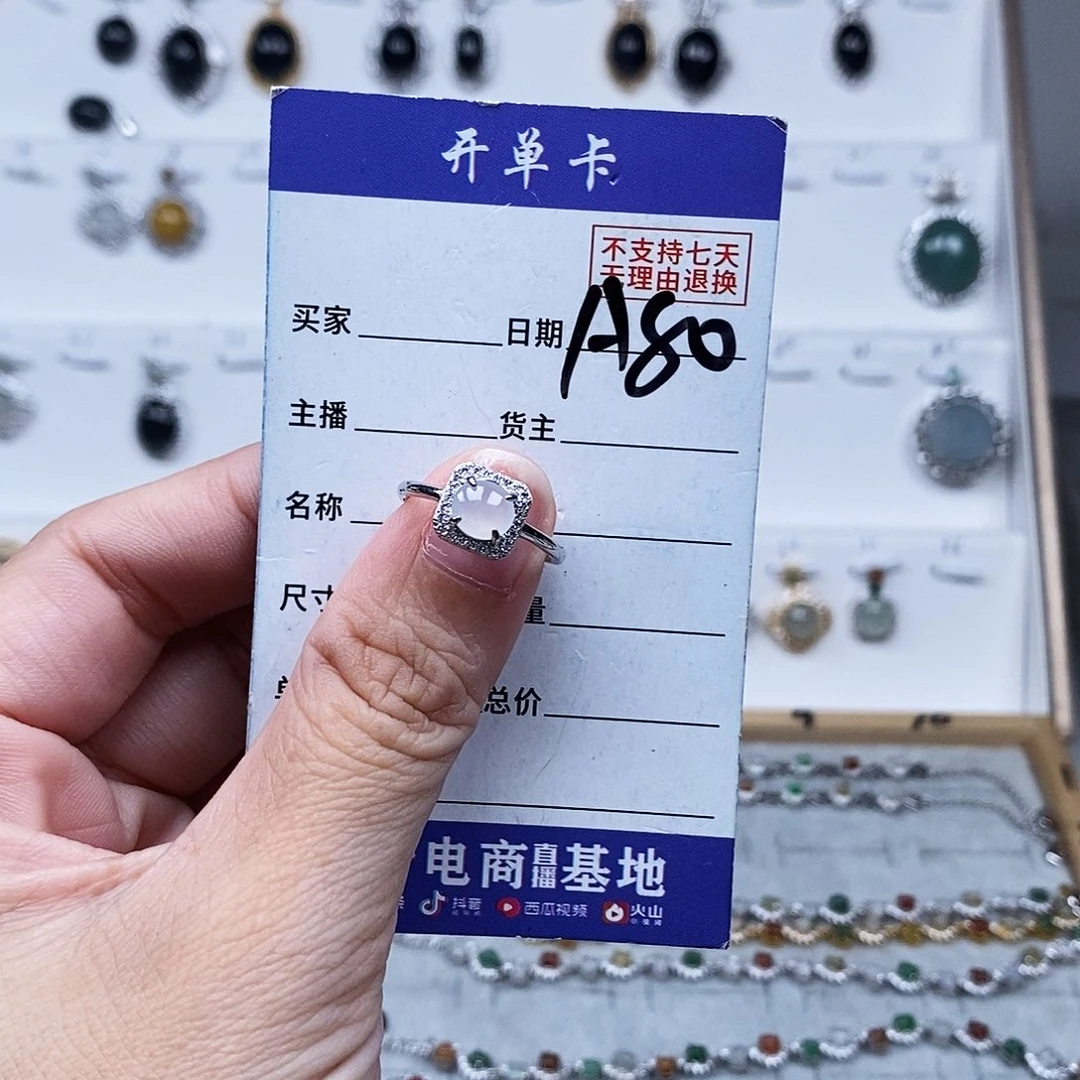 开单卡
不支持七天
无理由退换
买家 日期 A80
主播 货主
名称
尺寸 量
总价
电商直播基地
抖音 西瓜视频 火山